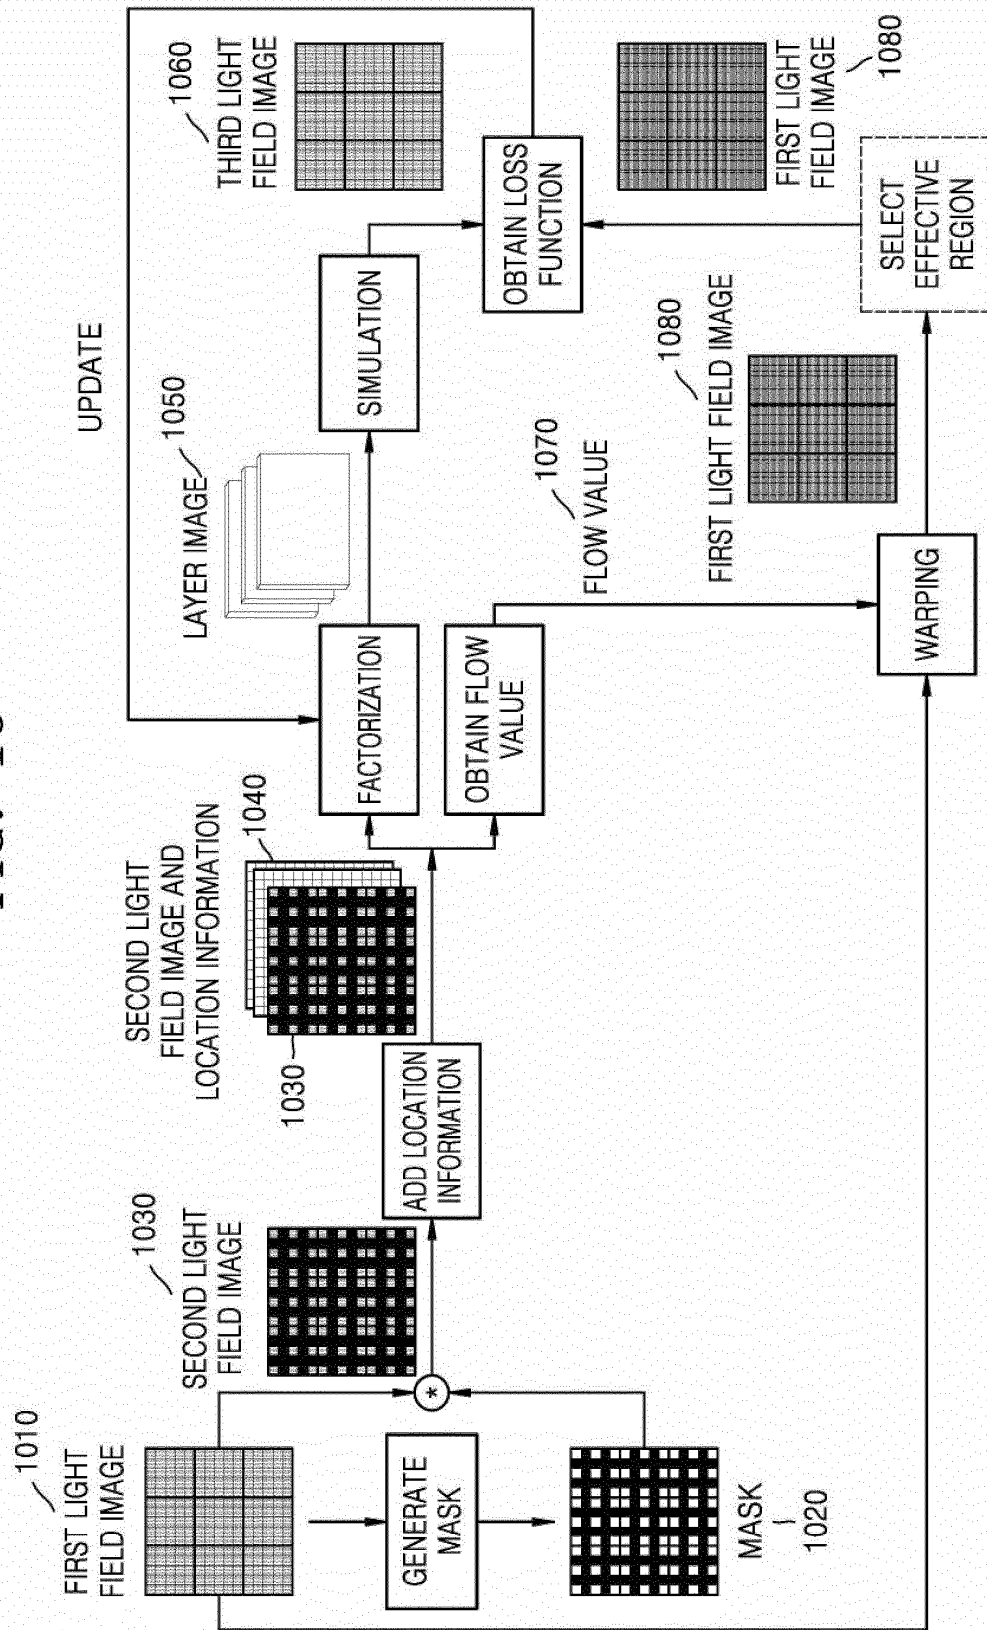 1010
FIRST LIGHT
FIELD IMAGE
GENERATE
MASK
MASK
1020
*
1030
SECOND LIGHT
FIELD IMAGE
ADD LOCATION
INFORMATION
SECOND LIGHT
FIELD IMAGE AND
LOCATION INFORMATION
1030
1040
FACTORIZATION
OBTAIN FLOW
VALUE
UPDATE
LAYER IMAGE
1050
SIMULATION
1070
FLOW VALUE
WARPING
1080
FIRST LIGHT FIELD IMAGE
SELECT
EFFECTIVE
REGION
1060
THIRD LIGHT
FIELD IMAGE
OBTAIN LOSS
FUNCTION
FIRST LIGHT
FIELD IMAGE
1080